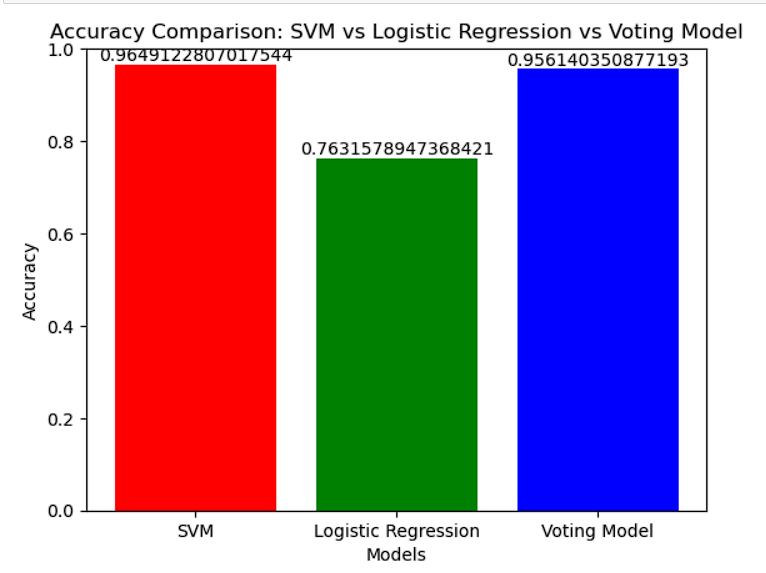 Accuracy Comparison: SVM vs Logistic Regression vs Voting Model
1.0
0.9649122807017544
0.956140350877193
0.8
0.7631578947368421
0.6
Accuracy
0.4
0.2
0.0
SVM
Logistic Regression
Voting Model
Models